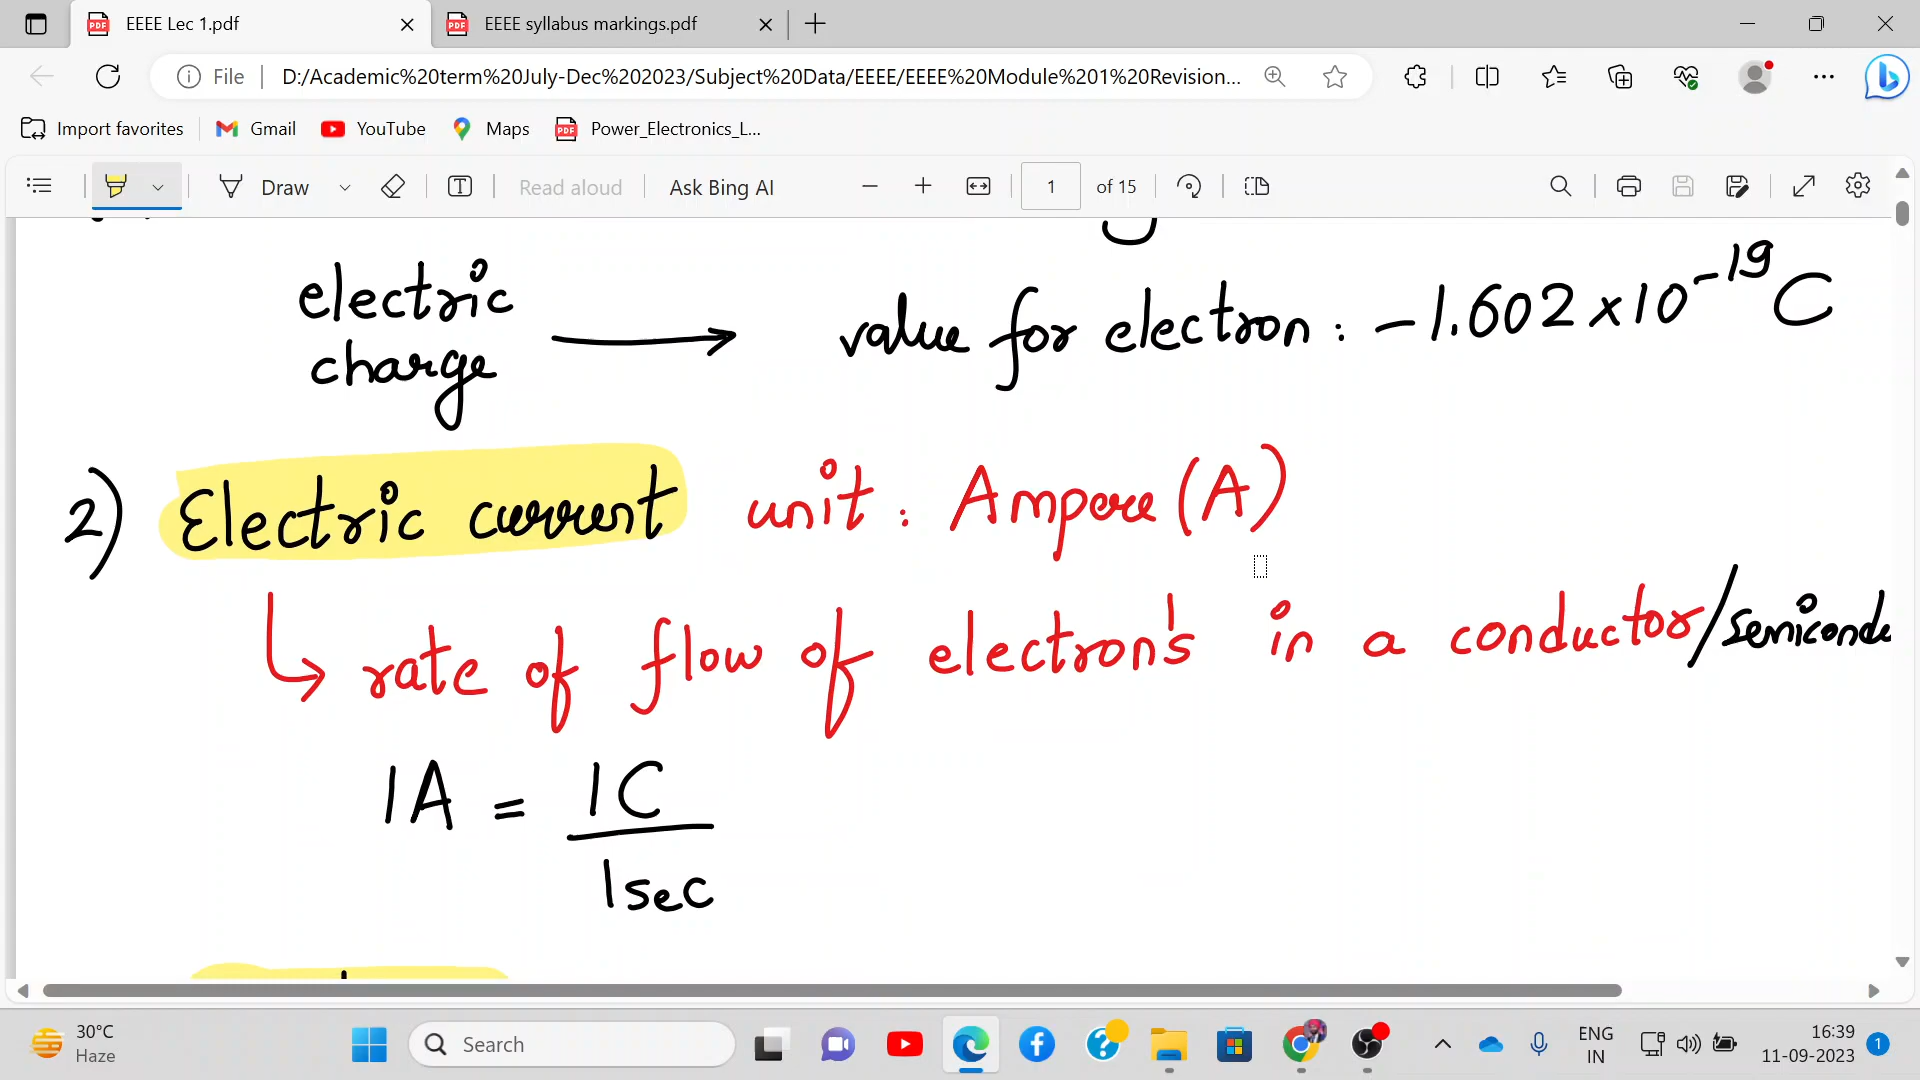 EEEE Lec 1.pdf
EEEE syllabus markings.pdf
File
D:/Academic%20term%20July-Dec%202023/Subject%20Data/EEEE/EEEE%20Module%201%20Revision...
Import favorites
Gmail
YouTube
Maps
Power_Electronics_L...
Draw
Read aloud
Ask Bing AI
1 of 15
electric
charge → value for electron : -1.602 x 10^-19 C
2) Electric current unit : Ampere (A)
↳ rate of flow of electron's in a conductor/semicondu
1A = 1C
1sec
30°C
Haze
Search
ENG
IN
16:39
11-09-2023
1